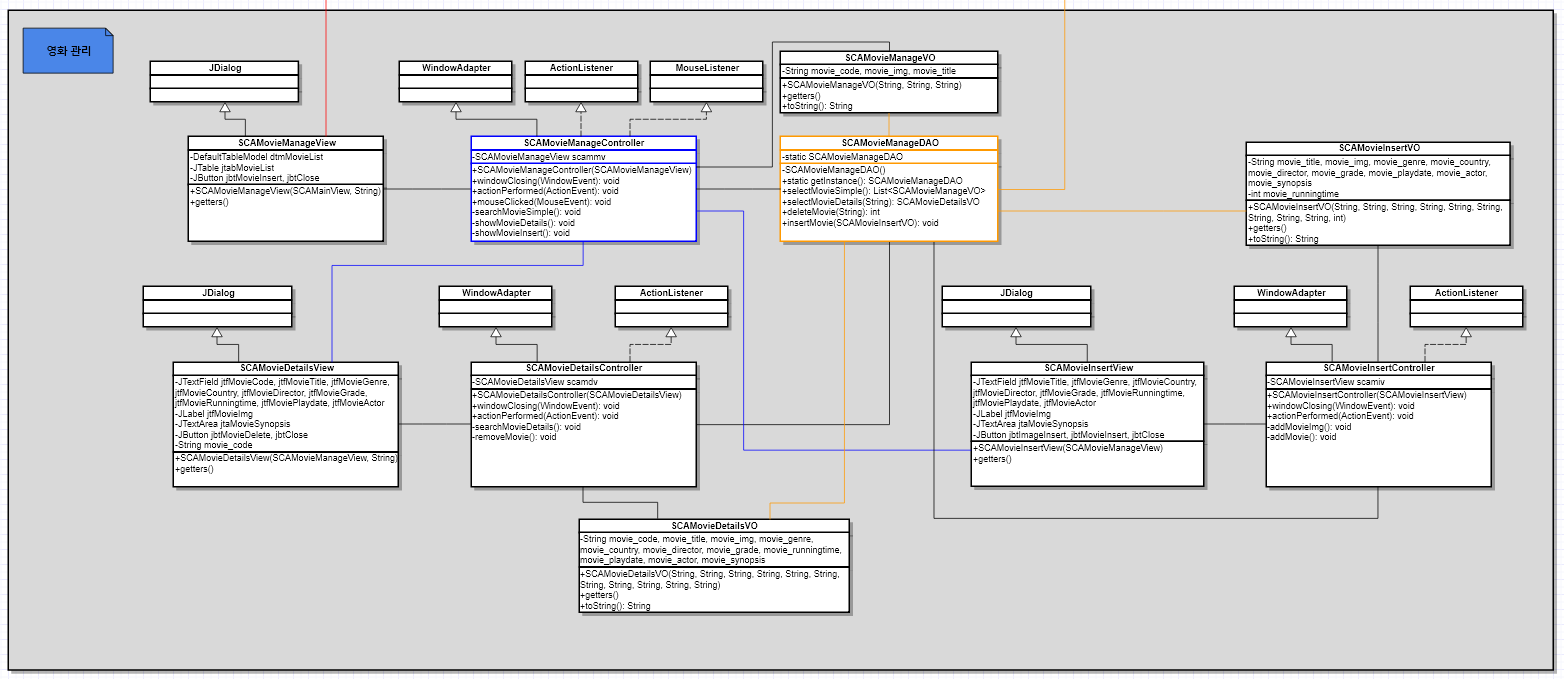 영화 관리
JDialog
WindowAdapter
ActionListener
MouseListener
SCAMovieManageVO
-String movie_code, movie_img, movie_title
+SCAMovieManageVO(String, String, String)
+getters()
+toString(): String
SCAMovieManageView
-DefaultTableModel dtmMovieList
-JTable jtabMovieList
-JButton jbtMovieInsert, jbtClose
+SCAMovieManageView(SCAMainView, String)
+getters()
SCAMovieManageController
-SCAMovieManageView scammv
+SCAMovieManageController(SCAMovieManageView)
+windowClosing(WindowEvent): void
+actionPerformed(ActionEvent): void
+mouseClicked(MouseEvent): void
-searchMovieSimple(): void
-showMovieDetails(): void
-showMovieInsert(): void
SCAMovieManageDAO
-static SCAMovieManageDAO
-SCAMovieManageDAO()
+static getInstance(): SCAMovieManageDAO
+selectMovieSimple(): List<SCAMovieManageVO>
+selectMovieDetails(String): SCAMovieDetailsVO
+deleteMovie(String): int
+insertMovie(SCAMovieInsertVO): void
SCAMovieInsertVO
-String movie_title, movie_img, movie_genre, movie_country,
movie_director, movie_grade, movie_playdate, movie_actor,
movie_synopsis
-int movie_runningtime
+SCAMovieInsertVO(String, String, String, String, String, String,
String, String, String, int)
+getters()
+toString(): String
JDialog
WindowAdapter
ActionListener
JDialog
WindowAdapter
ActionListener
SCAMovieDetailsView
-JTextField jtfMovieCode, jtfMovieTitle, jtfMovieGenre,
jtfMovieCountry, jtfMovieDirector, jtfMovieGrade,
jtfMovieRunningtime, jtfMoviePlaydate, jtfMovieActor
-JLabel jtfMovieImg
-JTextArea jtaMovieSynopsis
-JButton jbtMovieDelete, jbtClose
-String movie_code
+SCAMovieDetailsView(SCAMovieManageView, String)
+getters()
SCAMovieDetailsController
-SCAMovieDetailsView scamdv
+SCAMovieDetailsController(SCAMovieDetailsView)
+windowClosing(WindowEvent): void
+actionPerformed(ActionEvent): void
-searchMovieDetails(): void
-removeMovie(): void
SCAMovieInsertView
-JTextField jtfMovieTitle, jtfMovieGenre, jtfMovieCountry,
jtfMovieDirector, jtfMovieGrade, jtfMovieRunningtime,
jtfMoviePlaydate, jtfMovieActor
-JLabel jtfMovieImg
-JTextArea jtaMovieSynopsis
-JButton jbtImageInsert, jbtMovieInsert, jbtClose
+SCAMovieInsertView(SCAMovieManageView)
+getters()
SCAMovieInsertController
-SCAMovieInsertView scamiv
+SCAMovieInsertController(SCAMovieInsertView)
+windowClosing(WindowEvent): void
+actionPerformed(ActionEvent): void
-addMovieImg(): void
-addMovie(): void
SCAMovieDetailsVO
-String movie_code, movie_title, movie_img, movie_genre,
movie_country, movie_director, movie_grade, movie_runningtime,
movie_playdate, movie_actor, movie_synopsis
+SCAMovieDetailsVO(String, String, String, String, String, String,
String, String, String, String, String)
+getters()
+toString(): String